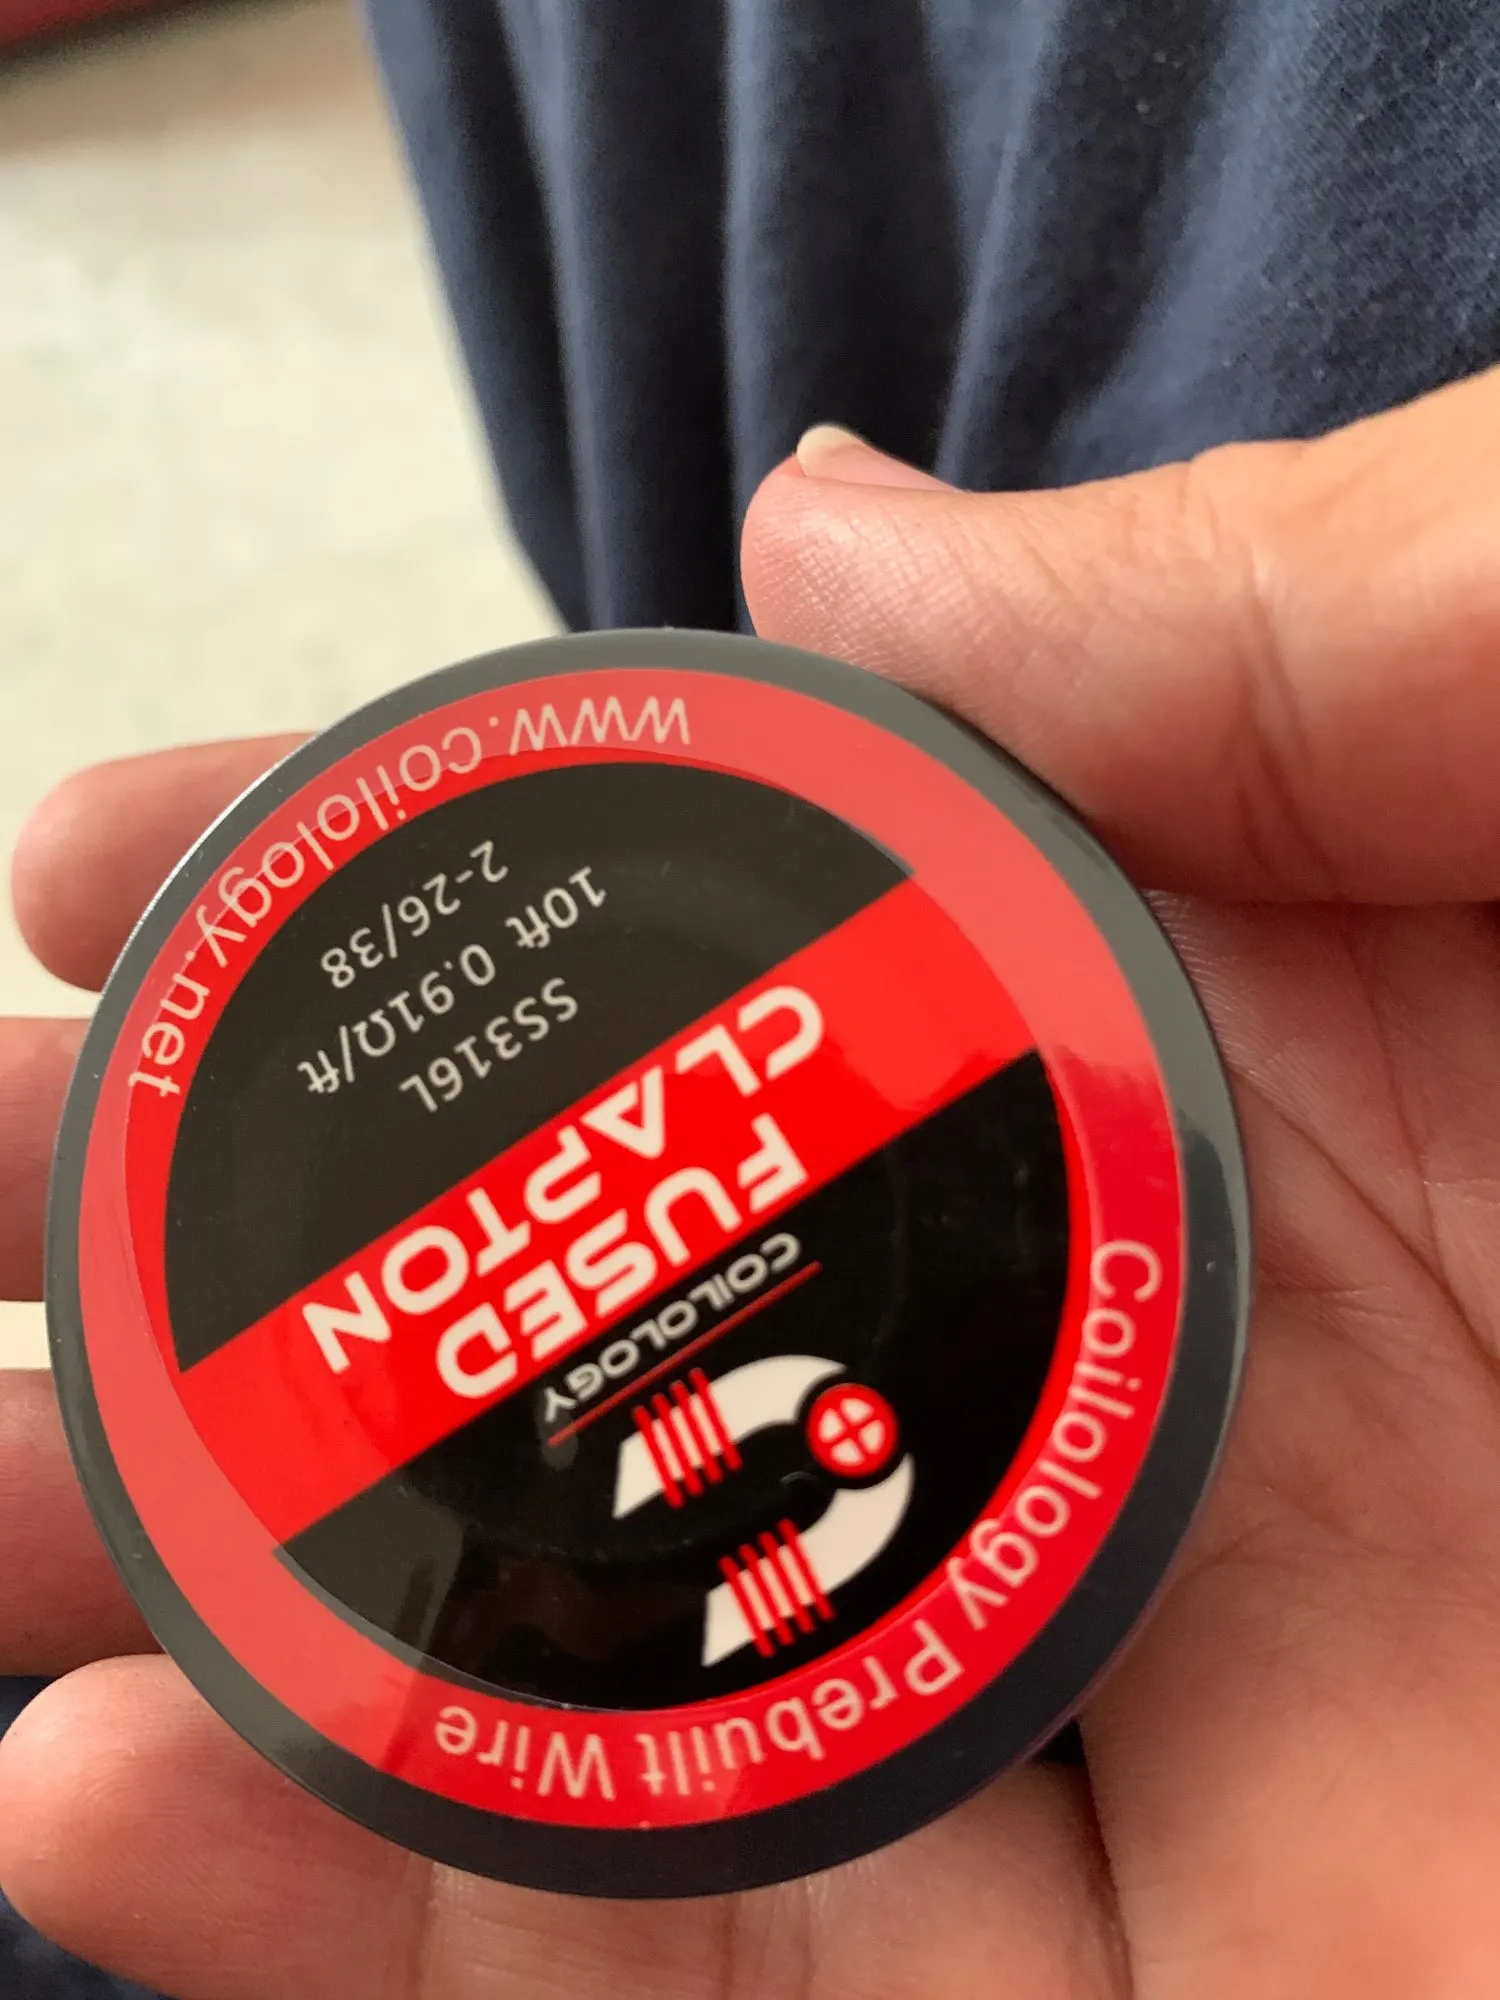 Coilology Prebuilt Wire
COILOLOGY
FUSED
CLAPTON
SS316L
10ft 0.91Ω/ft
2-26/38
www.coilology.net